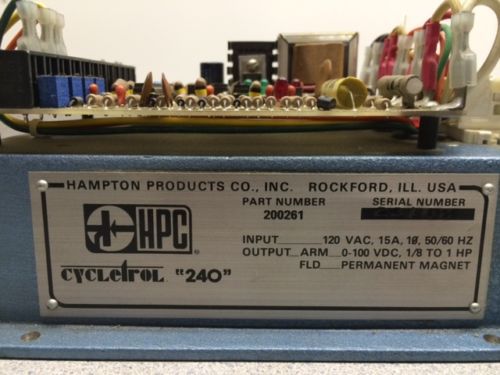 HAMPTON PRODUCTS CO., INC. ROCKFORD, ILL. USA
PART NUMBER SERIAL NUMBER
200261
HPC
®
INPUT 120 VAC, 15A, 1Ø, 50/60 HZ
OUTPUT ARM 0-100 VDC, 1/8 TO 1 HP
FLD PERMANENT MAGNET
cycletrol "240"